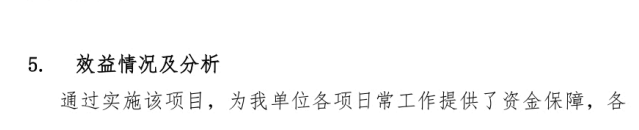 5. 效益情况及分析
通过实施该项目，为我单位各项日常工作提供了资金保障，各